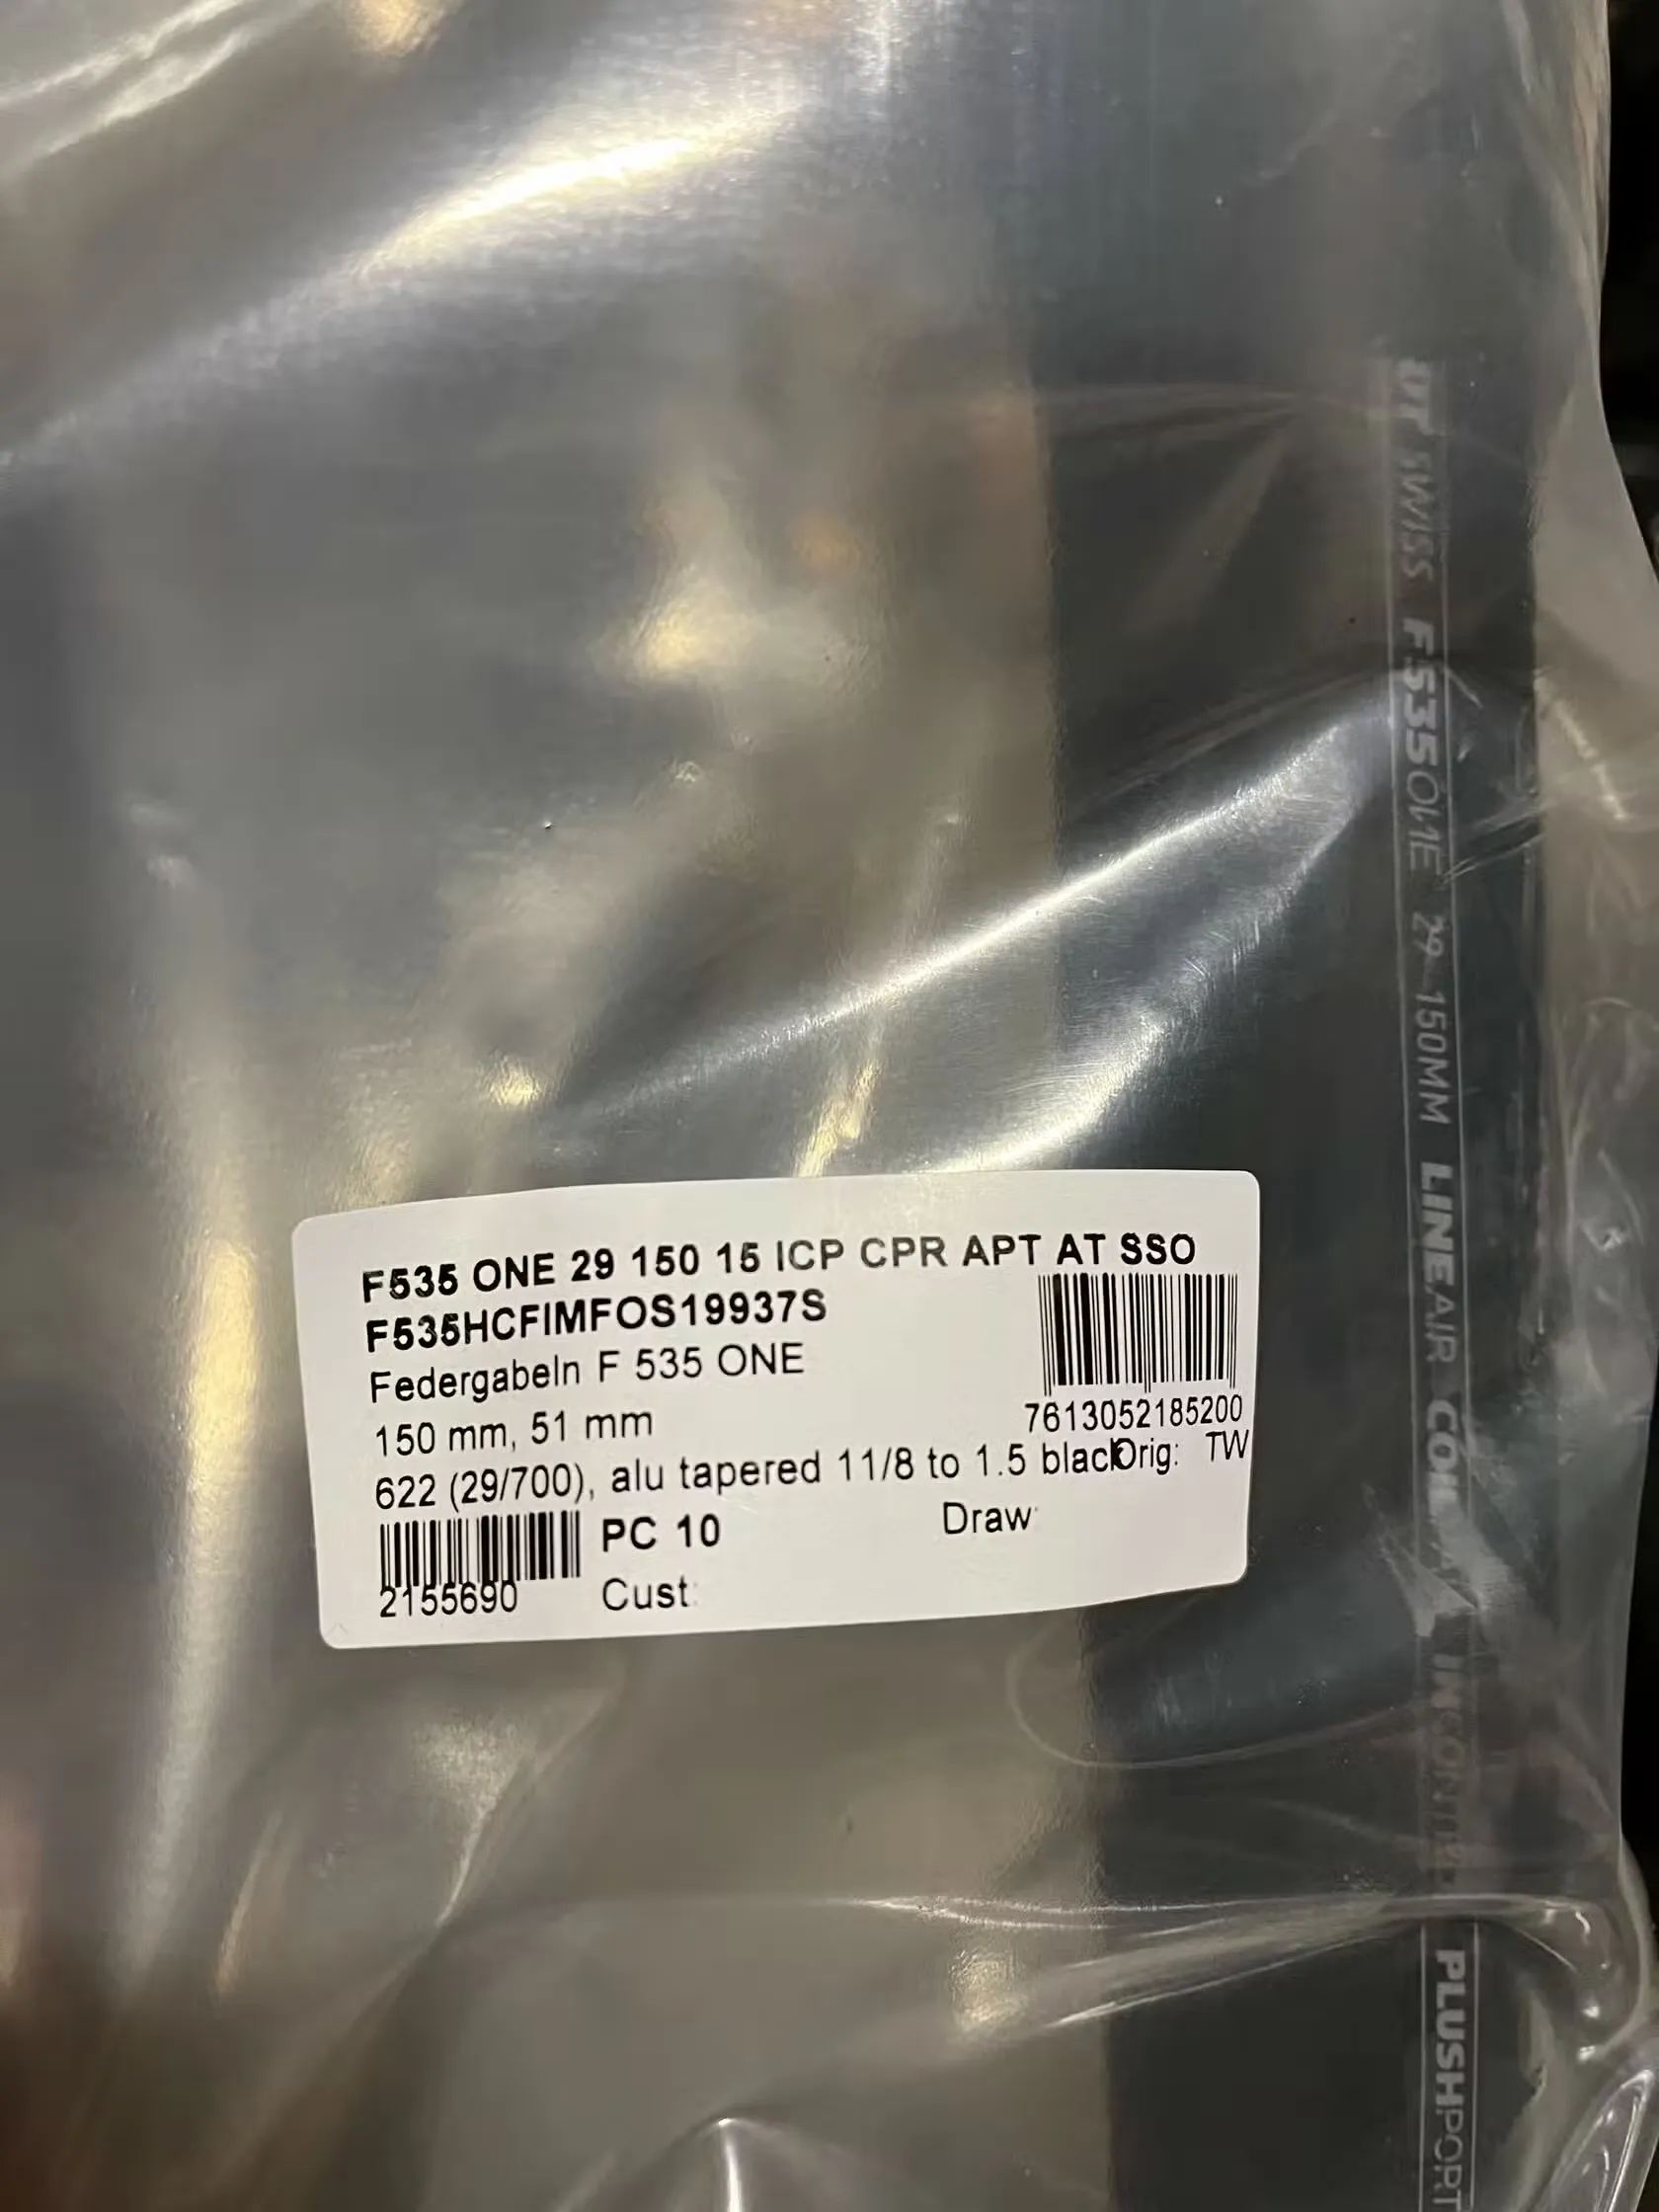 F535 ONE 29 150 15 ICP CPR APT AT SSO
F535HCFIMFOS19937S
Federgabeln F 535 ONE
150 mm, 51 mm
7613052185200
622 (29/700), alu tapered 11/8 to 1.5 black
Orig: TW
PC 10
Draw:
2155690
Cust:
SWISS F535ONE 29 150MM LINEAIR COIL INCONTROL PLUSHPORT